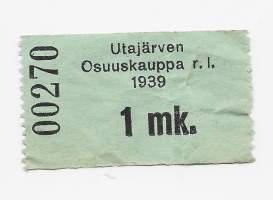 00270
Utajärven
Osuuskauppa r. l.
1939
1 mk.